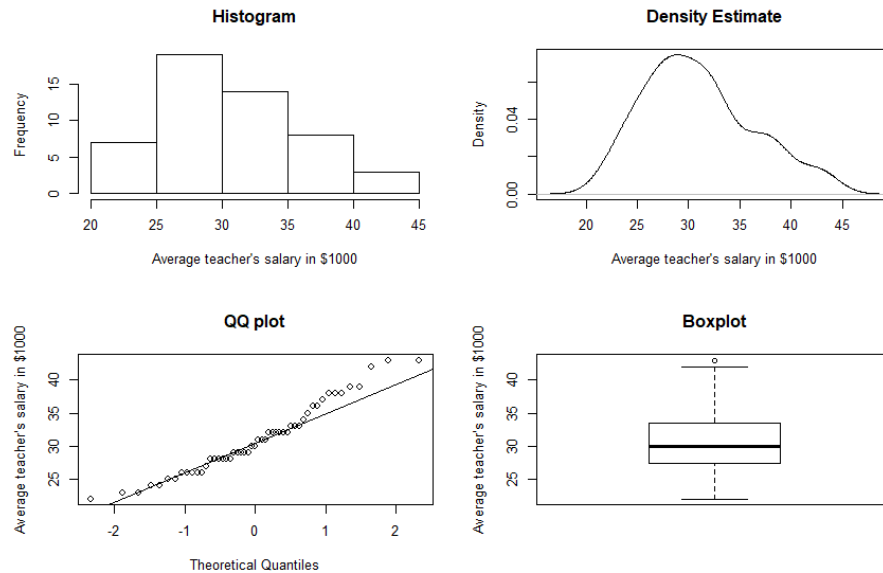 Histogram
Frequency
0
5
10
15
20 25 30 35 40 45
Average teacher's salary in $1000
Density Estimate
Density
0.00
0.04
20 25 30 35 40 45
Average teacher's salary in $1000
QQ plot
Average teacher's salary in $1000
25
30
35
40
-2 -1 0 1 2
Theoretical Quantiles
Boxplot
Average teacher's salary in $1000
25
30
35
40